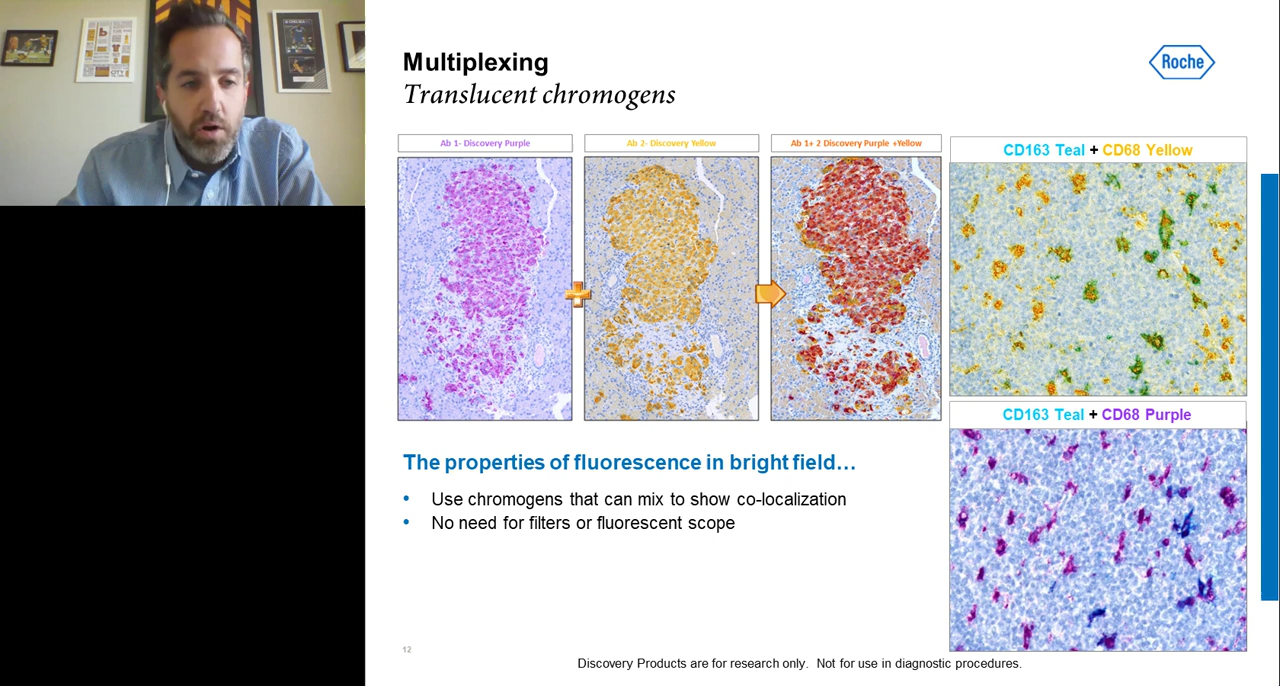 Multiplexing
Translucent chromogens
Roche
Ab 1- Discovery Purple
Ab 2- Discovery Yellow
Ab 1+ 2 Discovery Purple +Yellow
CD163 Teal + CD68 Yellow
CD163 Teal + CD68 Purple
The properties of fluorescence in bright field…
• Use chromogens that can mix to show co-localization
• No need for filters or fluorescent scope
12
Discovery Products are for research only. Not for use in diagnostic procedures.